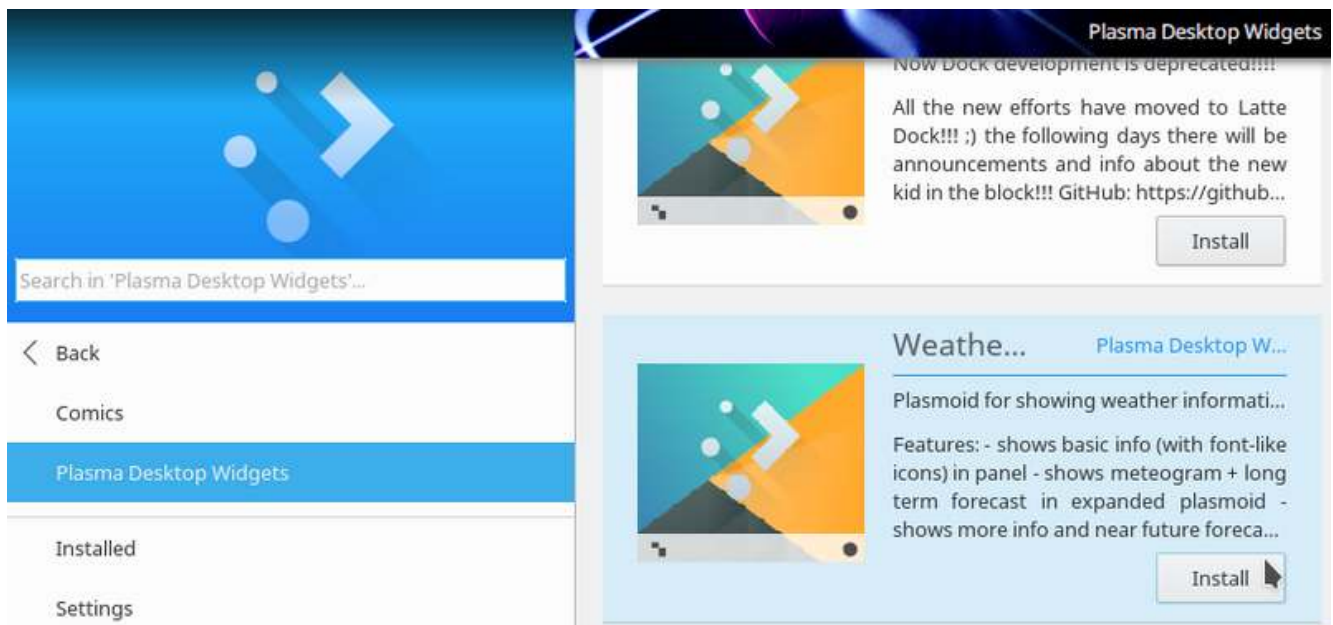 Plasma Desktop Widgets
Search in 'Plasma Desktop Widgets'...
Back
Comics
Plasma Desktop Widgets
Installed
Settings
Now Dock development is deprecated!!!!
All the new efforts have moved to Latte
Dock!!! ;) the following days there will be
announcements and info about the new
kid in the block!!! GitHub: https://github...
Install
Weathe...
Plasma Desktop W...
Plasmoid for showing weather informati...
Features: - shows basic info (with font-like
icons) in panel - shows meteogram + long
term forecast in expanded plasmoid -
shows more info and near future foreca...
Install